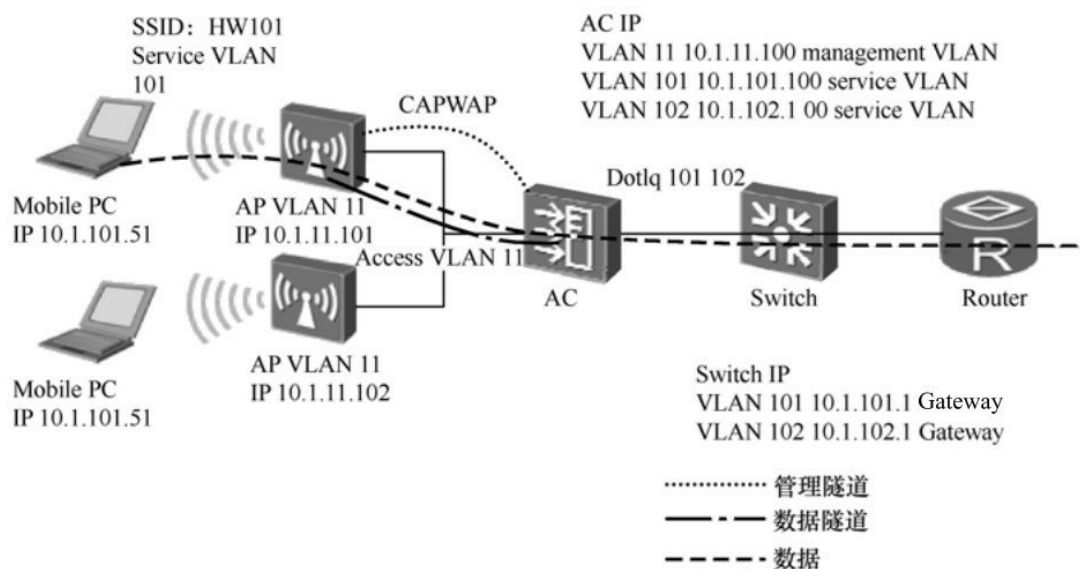 SSID：HW101
Service VLAN
101
AC IP
VLAN 11 10.1.11.100 management VLAN
VLAN 101 10.1.101.100 service VLAN
VLAN 102 10.1.102.1 00 service VLAN
CAPWAP
Dotlq 101 102
Mobile PC
IP 10.1.101.51
AP VLAN 11
IP 10.1.11.101
Access VLAN 11
AC
Switch
R
Router
Mobile PC
IP 10.1.101.51
AP VLAN 11
IP 10.1.11.102
Switch IP
VLAN 101 10.1.101.1 Gateway
VLAN 102 10.1.102.1 Gateway
管理隧道
数据隧道
数据